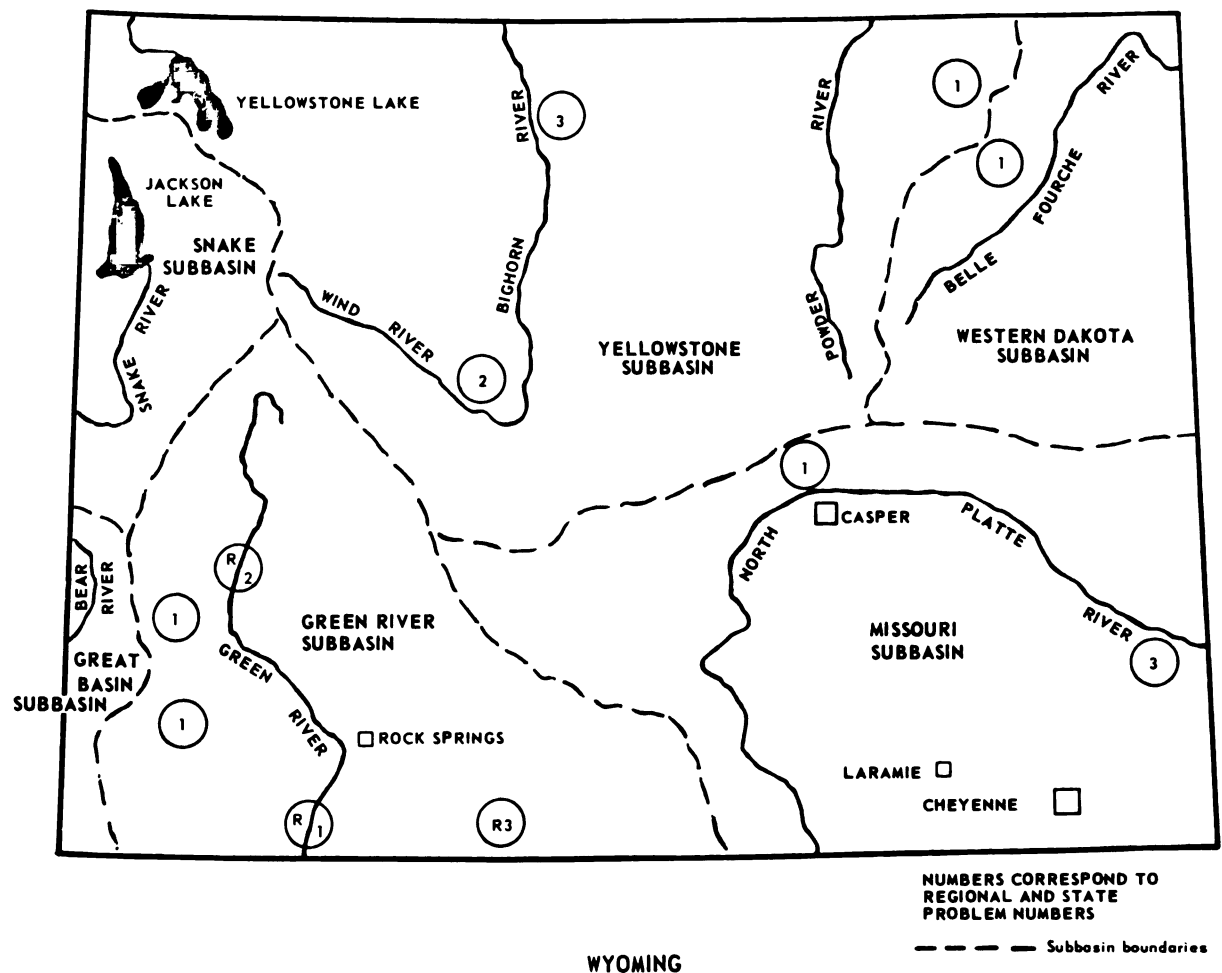 YELLOWSTONE LAKE
RIVER
3
RIVER
1
RIVER
1
JACKSON
LAKE
FOURCHE
SNAKE
SUBBASIN
BIGHORN
BELLE
WIND
RIVER
RIVER
SNAKE
2
POWDER
YELLOWSTONE
SUBBASIN
WESTERN DAKOTA
SUBBASIN
1
CASPER
NORTH
PLATTE
RIVER
BEAR
RIVER
R
2
1
GREEN RIVER
SUBBASIN
MISSOURI
SUBBASIN
3
GREEN
RIVER
GREAT
BASIN
SUBBASIN
1
ROCK SPRINGS
LARAMIE
CHEYENNE
R
1
R3
NUMBERS CORRESPOND TO
REGIONAL AND STATE
PROBLEM NUMBERS
Subbasin boundaries
WYOMING